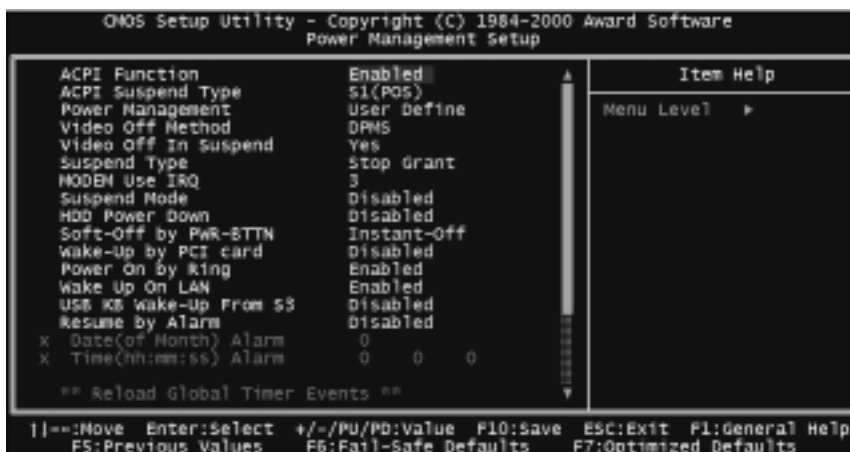 CMOS Setup Utility - Copyright (C) 1984-2000 Award Software
Power Management Setup
ACPI Function Enabled
ACPI Suspend Type S1(POS)
Power Management User Define
Video Off Method DPMS
Video Off In Suspend Yes
Suspend Type Stop Grant
MODEM Use IRQ 3
Suspend Mode Disabled
HDD Power Down Disabled
Soft-Off by PWR-BTTN Instant-Off
Wake-Up by PCI card Disabled
Power On by Ring Enabled
Wake Up On LAN Enabled
USB KB Wake-Up From S3 Disabled
Resume by Alarm Disabled
x Date(of Month) Alarm 0
x Time(hh:mm:ss) Alarm 0 0 0
** Reload Global Timer Events **
Item Help
Menu Level ▶
↑↓→←:Move Enter:Select +/-/PU/PD:Value F10:Save ESC:Exit F1:General Help
F5:Previous Values F6:Fail-Safe Defaults F7:Optimized Defaults